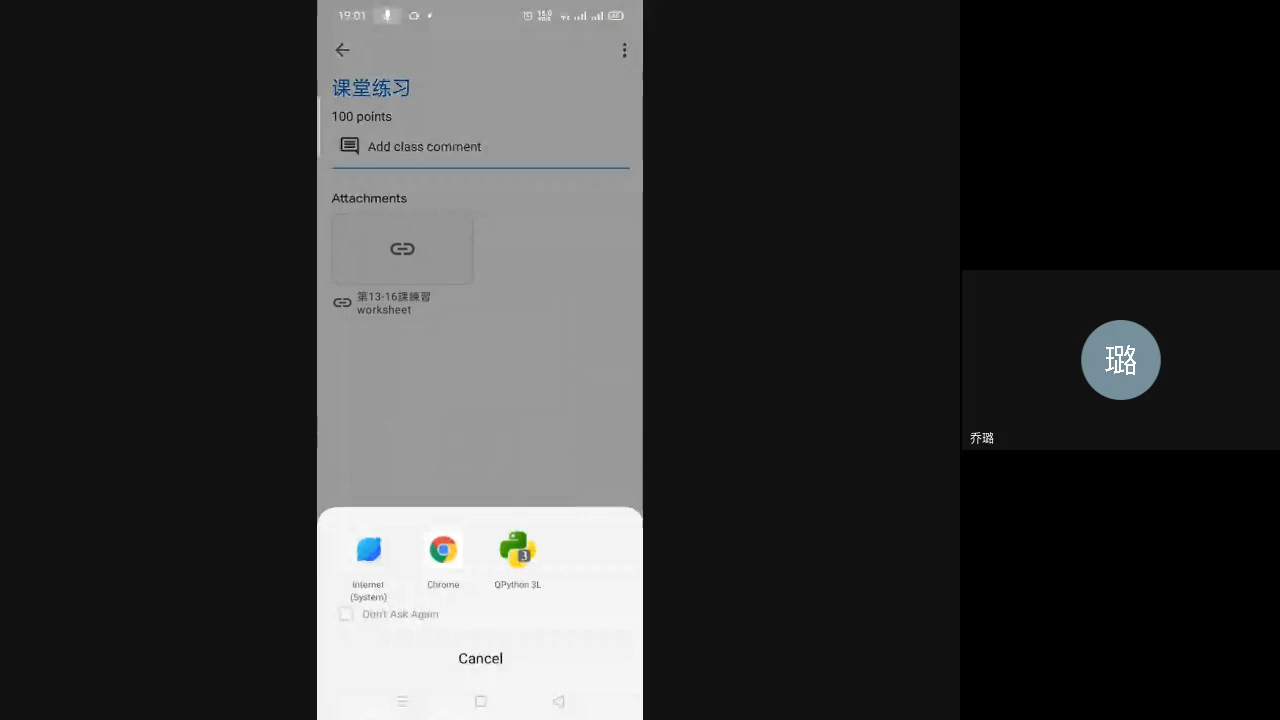 19:01
课堂练习
100 points
Add class comment
Attachments
第13-16課練習
worksheet
Internet
(System)
Chrome
QPython 3L
3
Don't Ask Again
Cancel
璐
乔璐